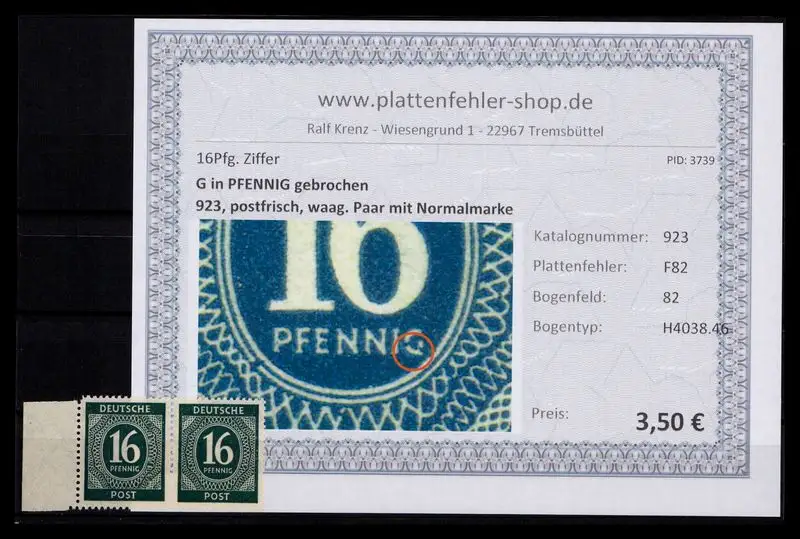 www.plattenfehler-shop.de
Ralf Krenz - Wiesengrund 1 - 22967 Tremsbüttel
16Pfg. Ziffer
PID: 3739
G in PFENNIG gebrochen
923, postfrisch, waag. Paar mit Normalmarke
16
PFENNIG
Katalognummer: 923
Plattenfehler: F82
Bogenfeld: 82
Bogentyp: H4038.46
Preis: 3,50 €
DEUTSCHE
16
PFENNIG
POST
DEUTSCHE
16
PFENNIG
POST